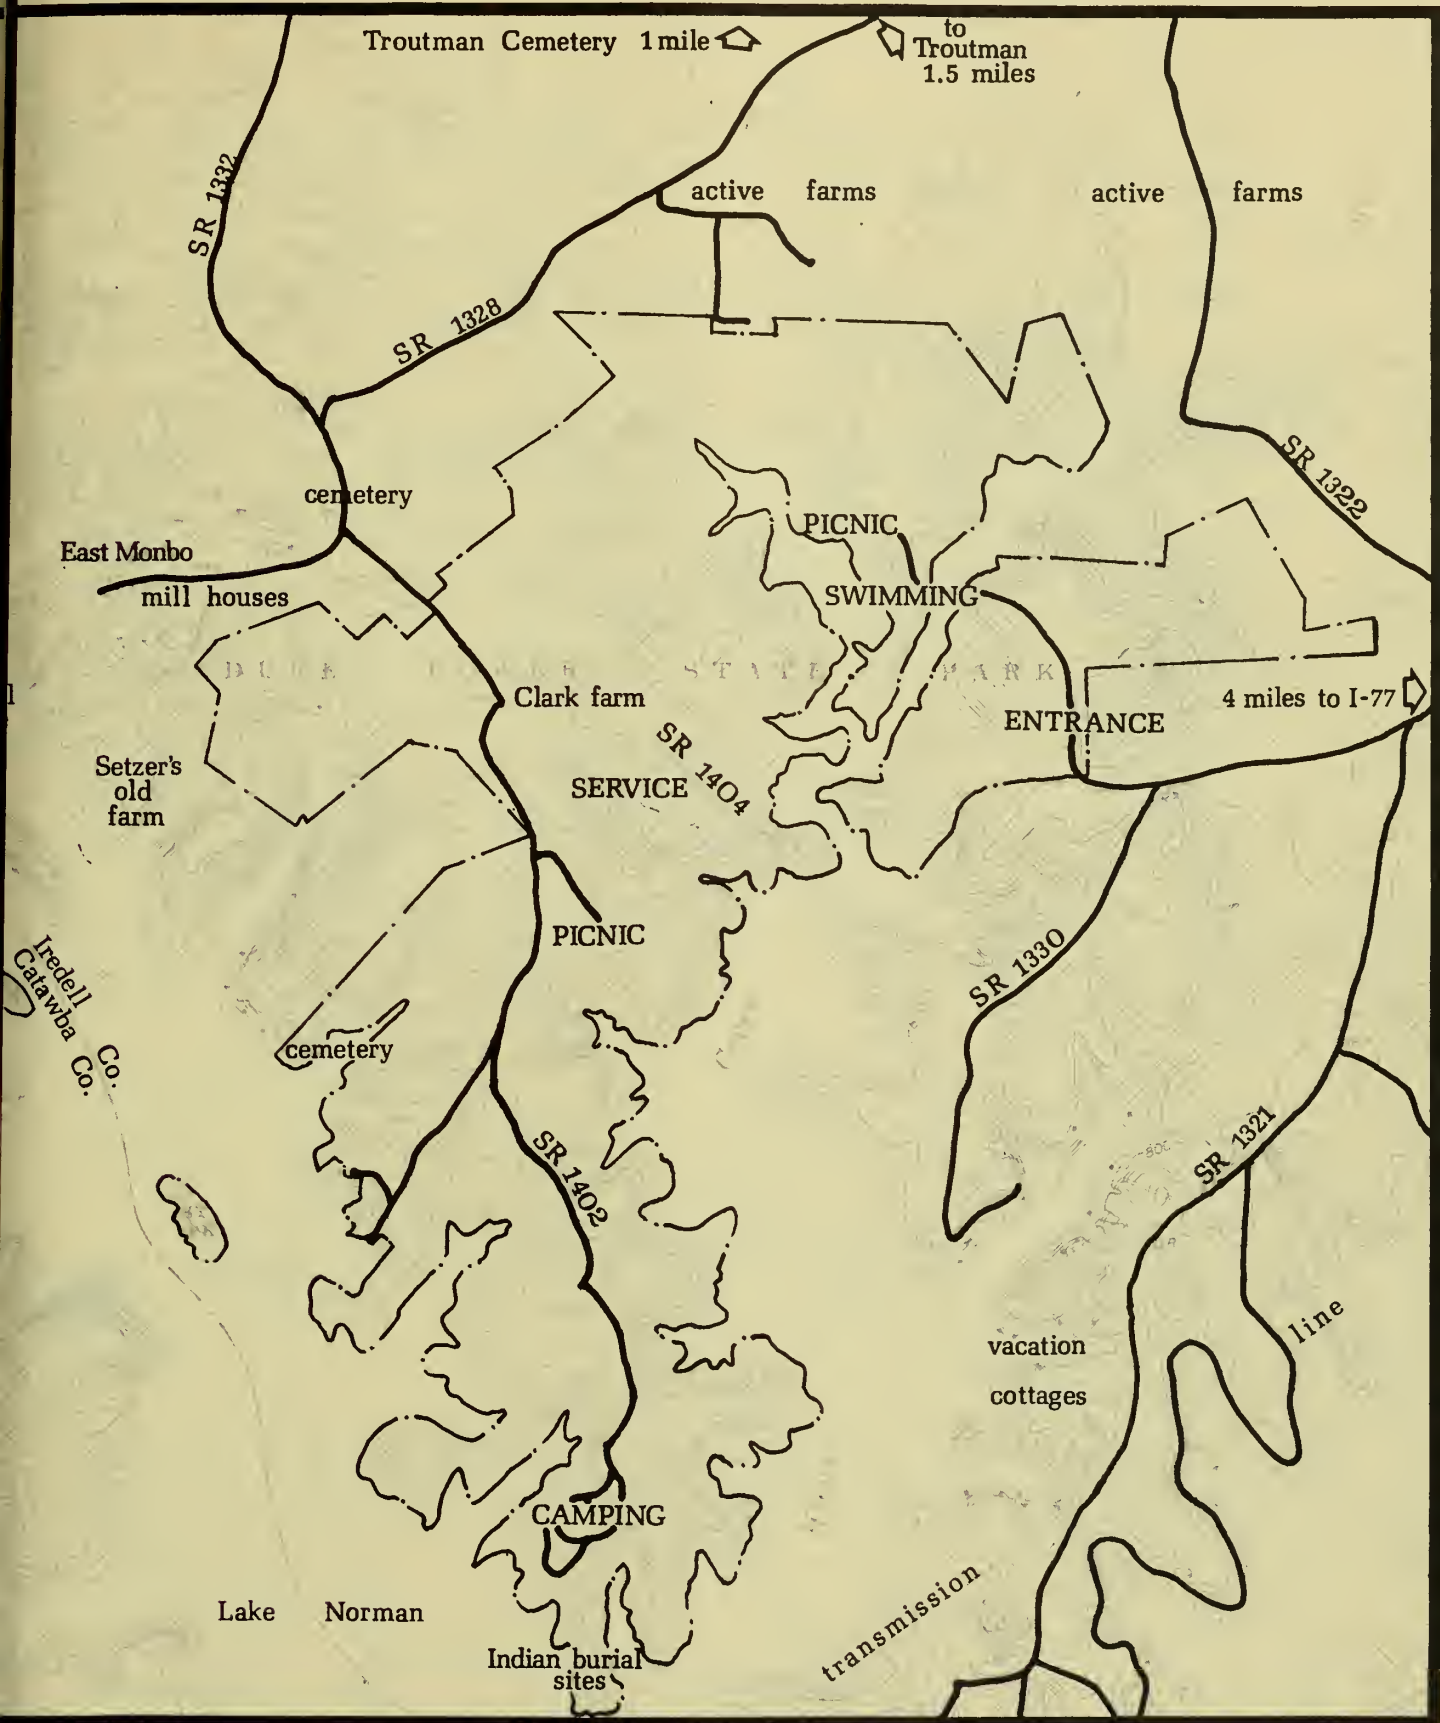 Troutman Cemetery 1 mile
to
Troutman
1.5 miles
SR 1332
active farms
active farms
SR 1328
SR 1322
cemetery
PICNIC
East Monbo
mill houses
SWIMMING
STATE PARK
Clark farm
4 miles to I-77
ENTRANCE
SR 1404
Setzer's
old
farm
SERVICE
PICNIC
Iredell Co.
Catawba Co.
SR 1330
cemetery
SR 1321
SR 1402
line
vacation
cottages
CAMPING
transmission
Lake Norman
Indian burial
sites